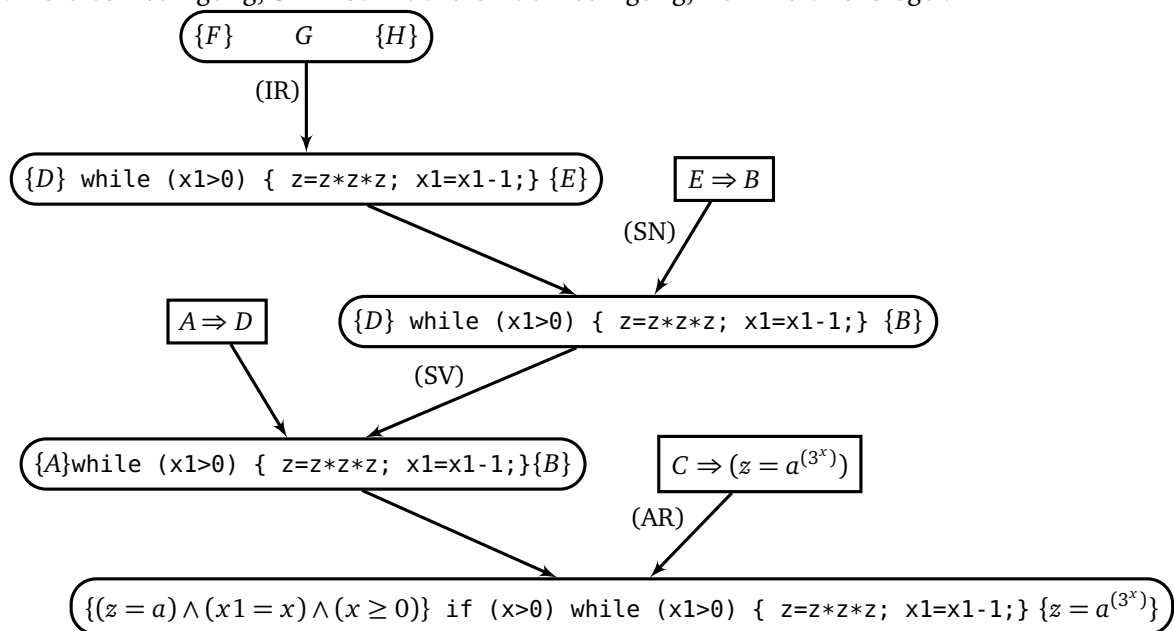 {F} G {H}
(IR)
{D} while (x1>0) { z=z*z*z; x1=x1-1;} {E}
E ⇒ B
(SN)
A ⇒ D
{D} while (x1>0) { z=z*z*z; x1=x1-1;} {B}
(SV)
{A}while (x1>0) { z=z*z*z; x1=x1-1;}{B}
C ⇒ (z = a^(3^x))
(AR)
{(z = a) ∧ (x1 = x) ∧ (x ≥ 0)} if (x>0) while (x1>0) { z=z*z*z; x1=x1-1;} {z = a^(3^x)}